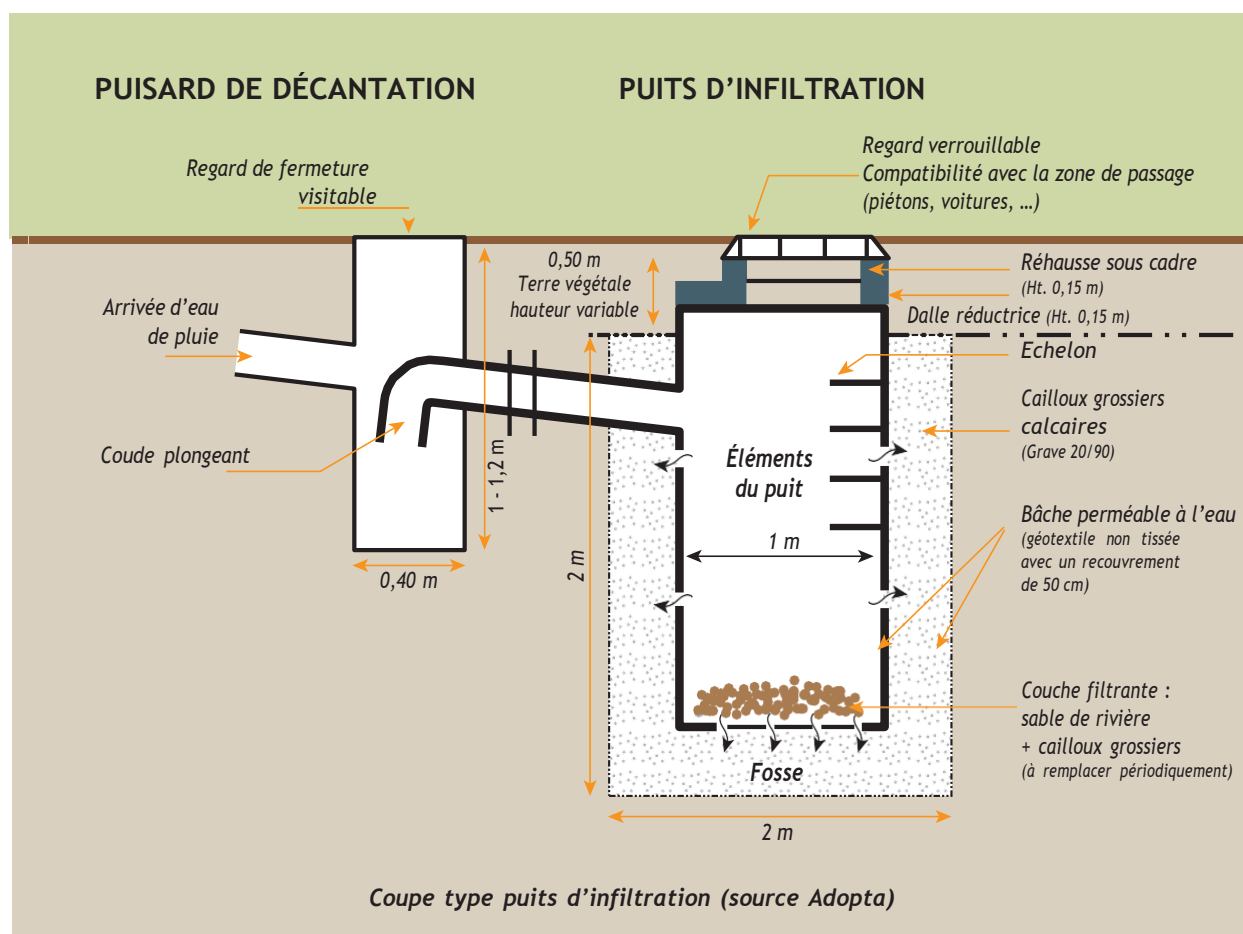 PUISARD DE DÉCANTATION
PUITS D’INFILTRATION
Regard de fermeture
visitable
Regard verrouillable
Compatibilité avec la zone de passage
(piétons, voitures, …)
0,50 m
Terre végétale
hauteur variable
Réhausse sous cadre
(Ht. 0,15 m)
Dalle réductrice (Ht. 0,15 m)
Arrivée d’eau
de pluie
Echelon
Cailloux grossiers
calcaires
(Grave 20/90)
Coude plongeant
1 - 1,2 m
Éléments
du puit
Bâche perméable à l’eau
(géotextile non tissée
avec un recouvrement
de 50 cm)
1 m
2 m
0,40 m
Couche filtrante :
sable de rivière
+ cailloux grossiers
(à remplacer périodiquement)
Fosse
2 m
Coupe type puits d’infiltration (source Adopta)